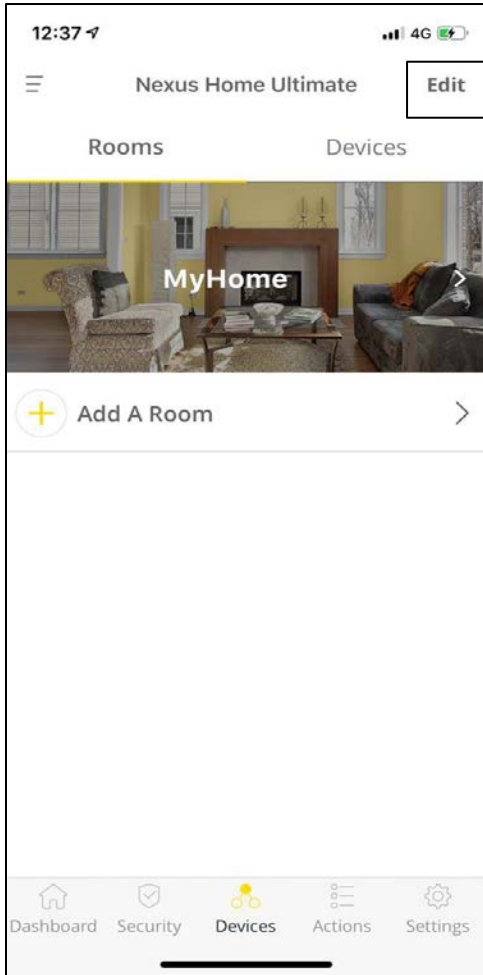 12:37 4G
Nexus Home Ultimate Edit
Rooms Devices
MyHome
Add A Room
Dashboard Security Devices Actions Settings